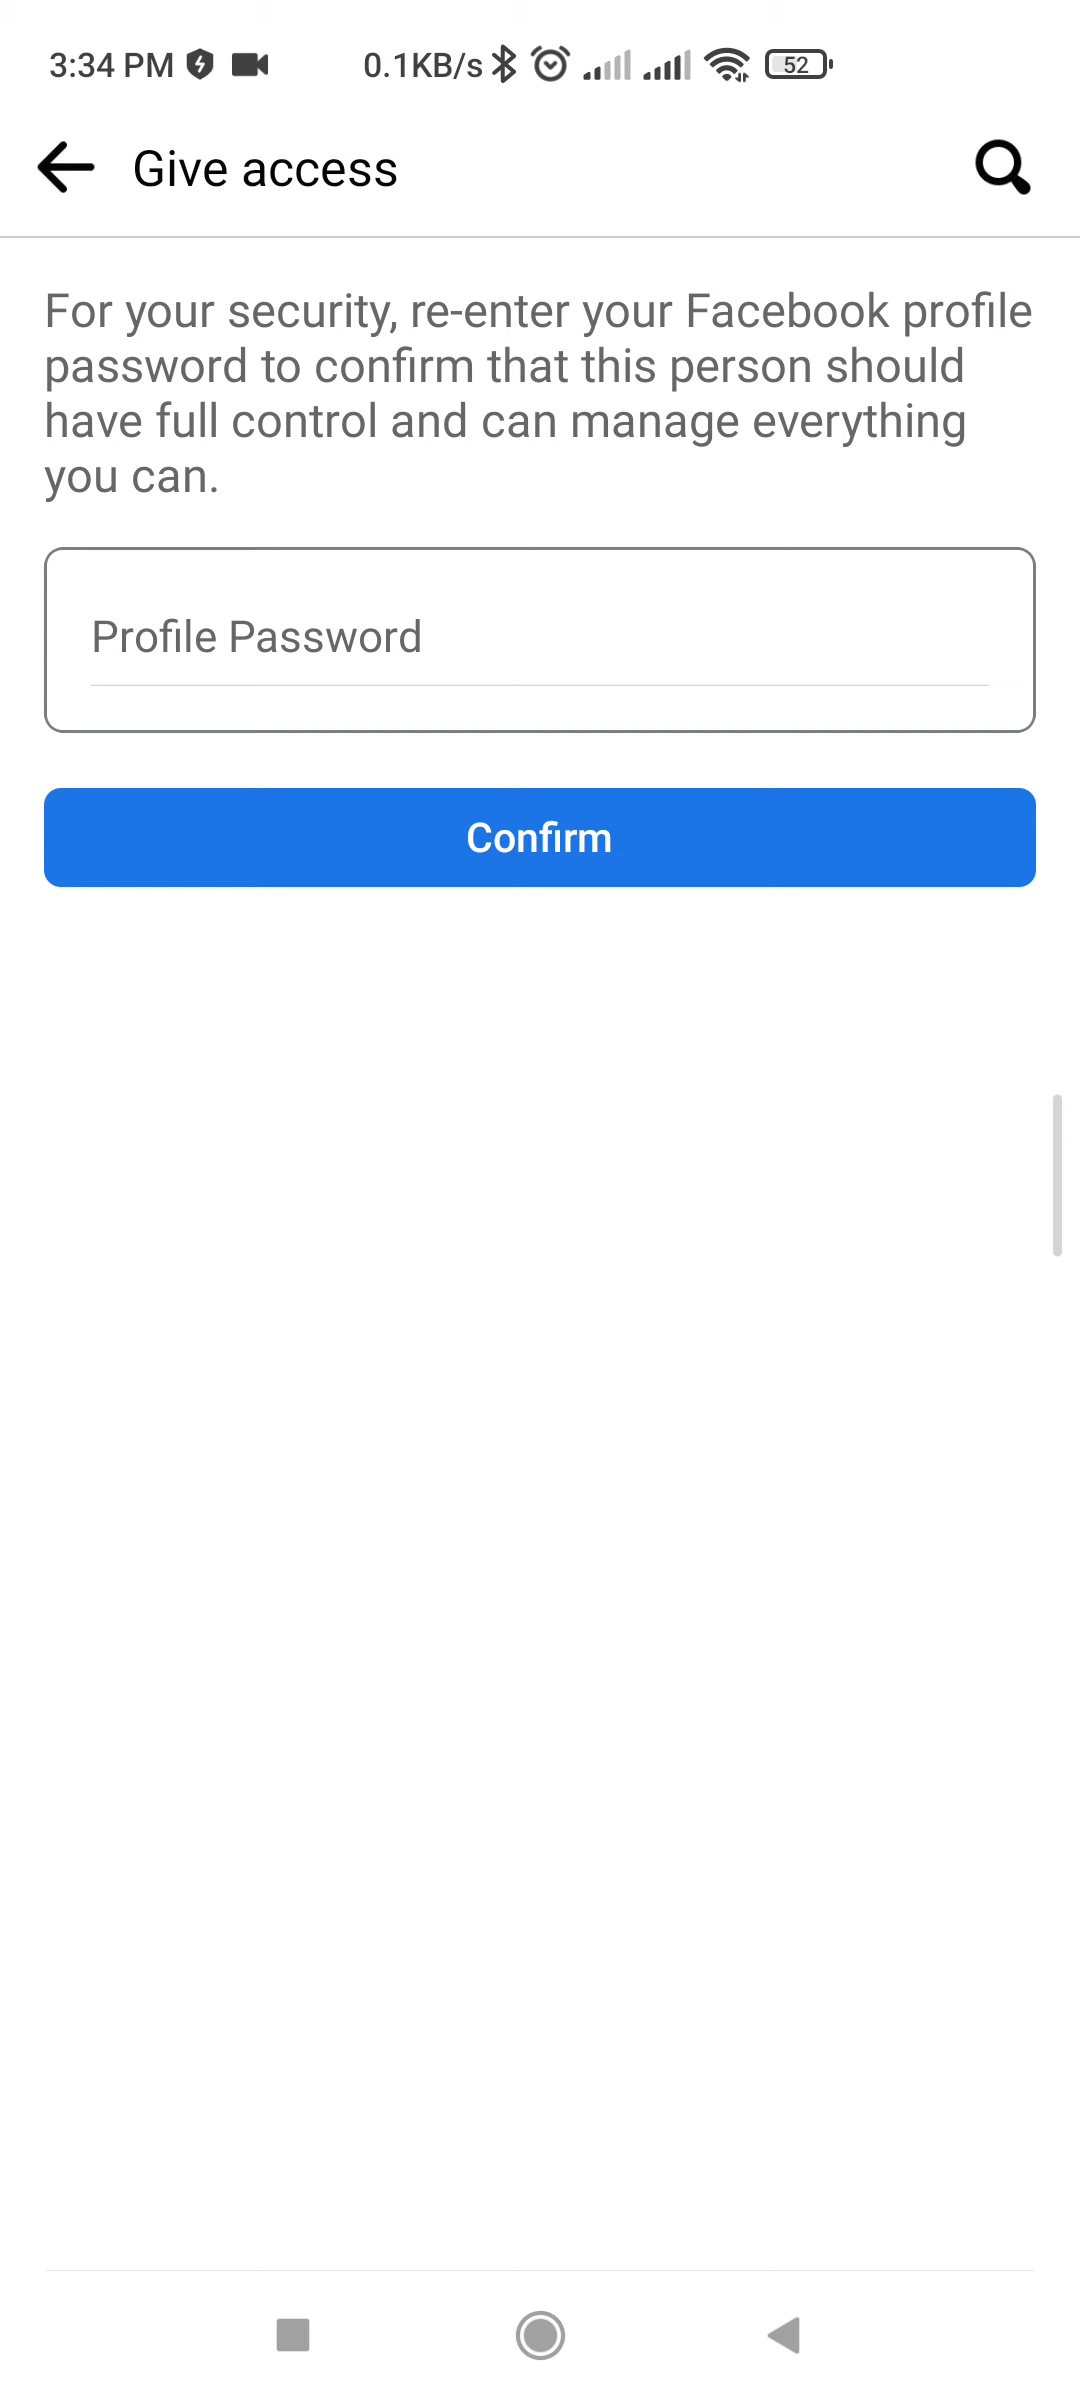 3:34 PM 0.1KB/s 52
Give access
For your security, re-enter your Facebook profile
password to confirm that this person should
have full control and can manage everything
you can.
Profile Password
Confirm